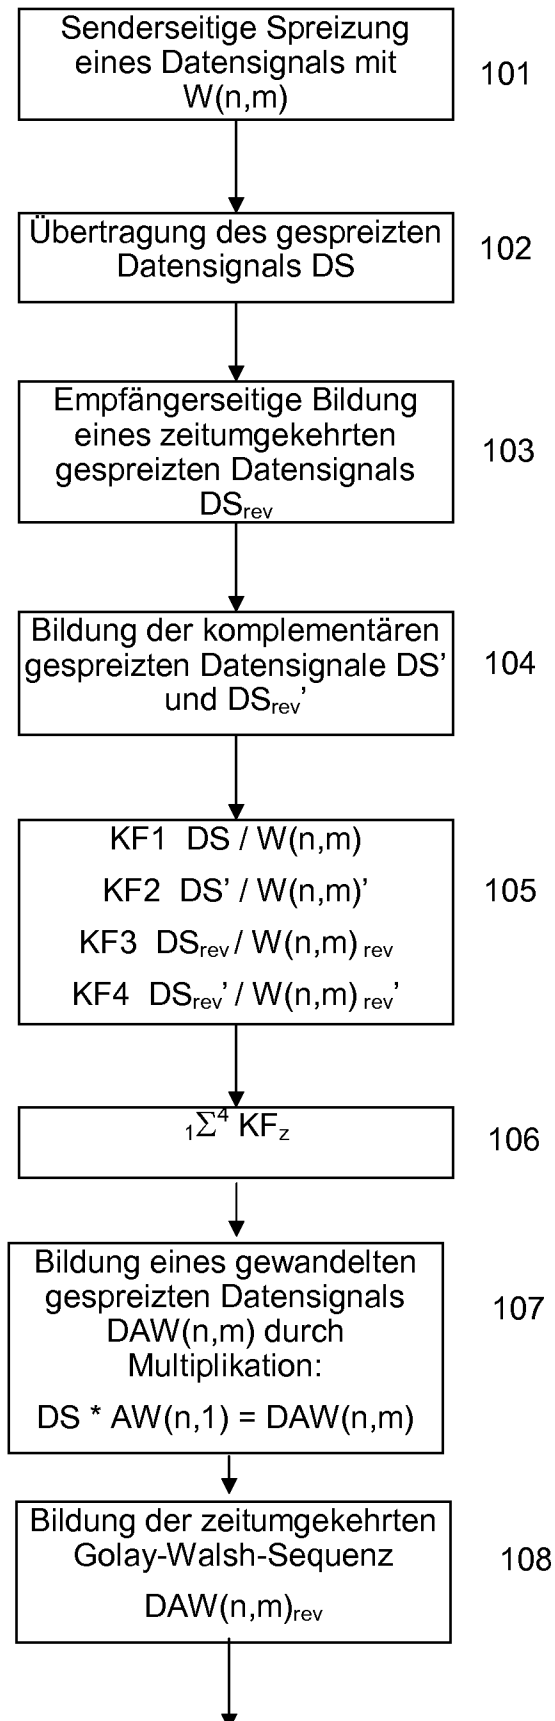 Senderseitige Spreizung
eines Datensignals mit
W(n,m)
101
Übertragung des gespreizten
Datensignals DS
102
Empfängerseitige Bildung
eines zeitumgekehrten
gespreizten Datensignals
DSrev
103
Bildung der komplementären
gespreizten Datensignale DS’
und DSrev’
104
KF1 DS / W(n,m)
KF2 DS’ / W(n,m)’
KF3 DSrev / W(n,m) rev
KF4 DSrev’ / W(n,m) rev’
105
₁Σ⁴ KFz
106
Bildung eines gewandelten
gespreizten Datensignals
DAW(n,m) durch
Multiplikation:
DS * AW(n,1) = DAW(n,m)
107
Bildung der zeitumgekehrten
Golay-Walsh-Sequenz
DAW(n,m)rev
108